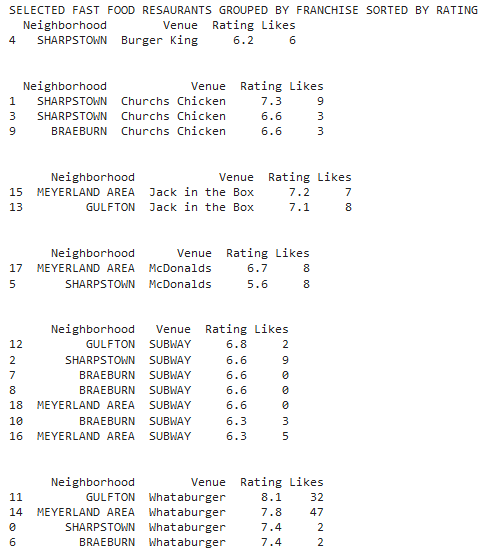 SELECTED FAST FOOD RESAURANTS GROUPED BY FRANCHISE SORTED BY RATING
Neighborhood Venue Rating Likes
4 SHARPSTOWN Burger King 6.2 6
Neighborhood Venue Rating Likes
1 SHARPSTOWN Churchs Chicken 7.3 9
3 SHARPSTOWN Churchs Chicken 6.6 3
9 BRAEBURN Churchs Chicken 6.6 3
Neighborhood Venue Rating Likes
15 MEYERLAND AREA Jack in the Box 7.2 7
13 GULFTON Jack in the Box 7.1 8
Neighborhood Venue Rating Likes
17 MEYERLAND AREA McDonalds 6.7 8
5 SHARPSTOWN McDonalds 5.6 8
Neighborhood Venue Rating Likes
12 GULFTON SUBWAY 6.8 2
2 SHARPSTOWN SUBWAY 6.6 9
7 BRAEBURN SUBWAY 6.6 0
8 BRAEBURN SUBWAY 6.6 0
18 MEYERLAND AREA SUBWAY 6.6 0
10 BRAEBURN SUBWAY 6.3 3
16 MEYERLAND AREA SUBWAY 6.3 5
Neighborhood Venue Rating Likes
11 GULFTON Whataburger 8.1 32
14 MEYERLAND AREA Whataburger 7.8 47
0 SHARPSTOWN Whataburger 7.4 2
6 BRAEBURN Whataburger 7.4 2